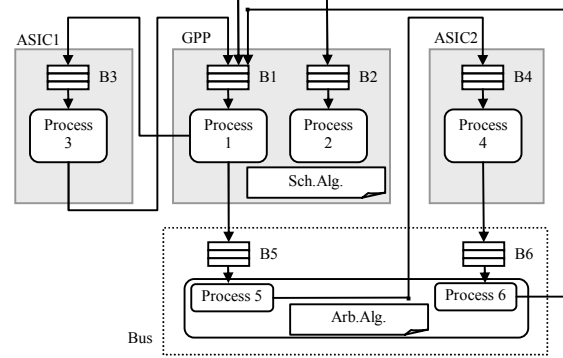 ASIC1
GPP
ASIC2
B3
B1
B2
B4
Process
3
Process
1
Process
2
Process
4
Sch.Alg.
B5
B6
Process 5
Process 6
Arb.Alg.
Bus